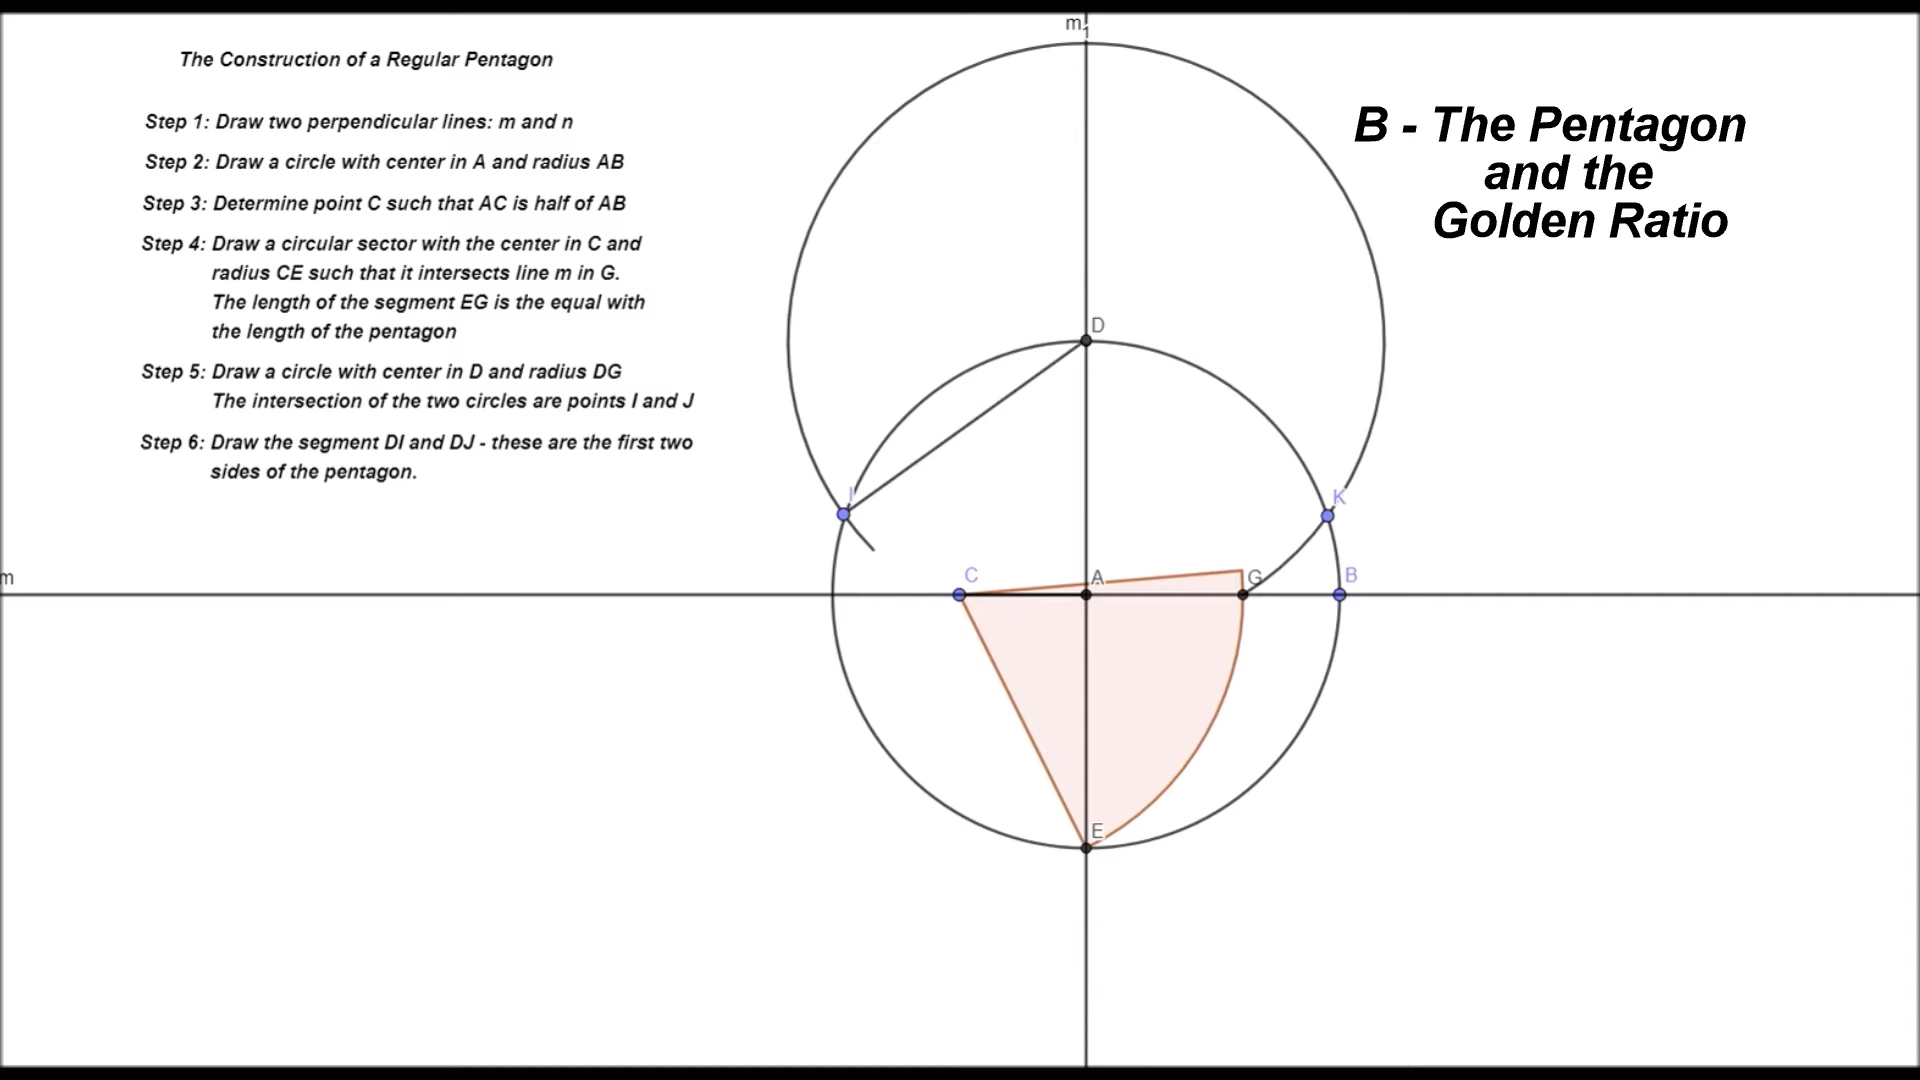 The Construction of a Regular Pentagon
Step 1: Draw two perpendicular lines: m and n
Step 2: Draw a circle with center in A and radius AB
Step 3: Determine point C such that AC is half of AB
Step 4: Draw a circular sector with the center in C and
radius CE such that it intersects line m in G.
The length of the segment EG is the equal with
the length of the pentagon
Step 5: Draw a circle with center in D and radius DG
The intersection of the two circles are points I and J
Step 6: Draw the segment DI and DJ - these are the first two
sides of the pentagon.
B - The Pentagon
and the
Golden Ratio
m1
D
I
K
m
C
A
G
B
E